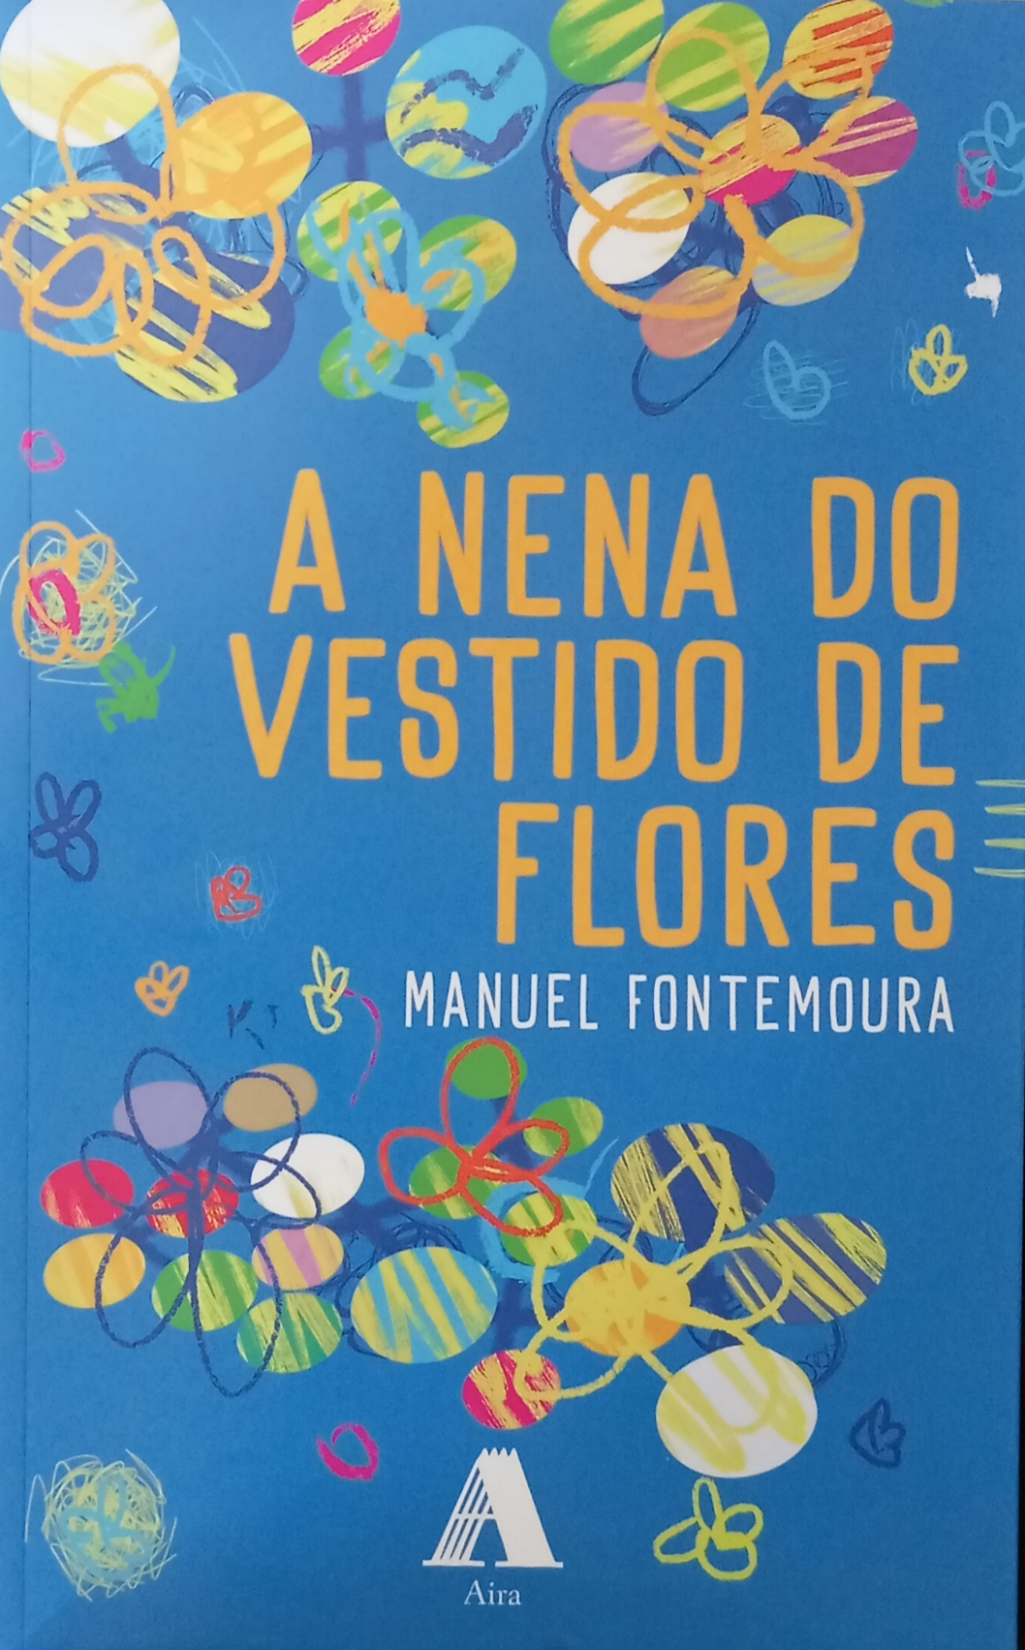 A NENA DO
VESTIDO DE
FLORES
MANUEL FONTEMOURA
A
Aira